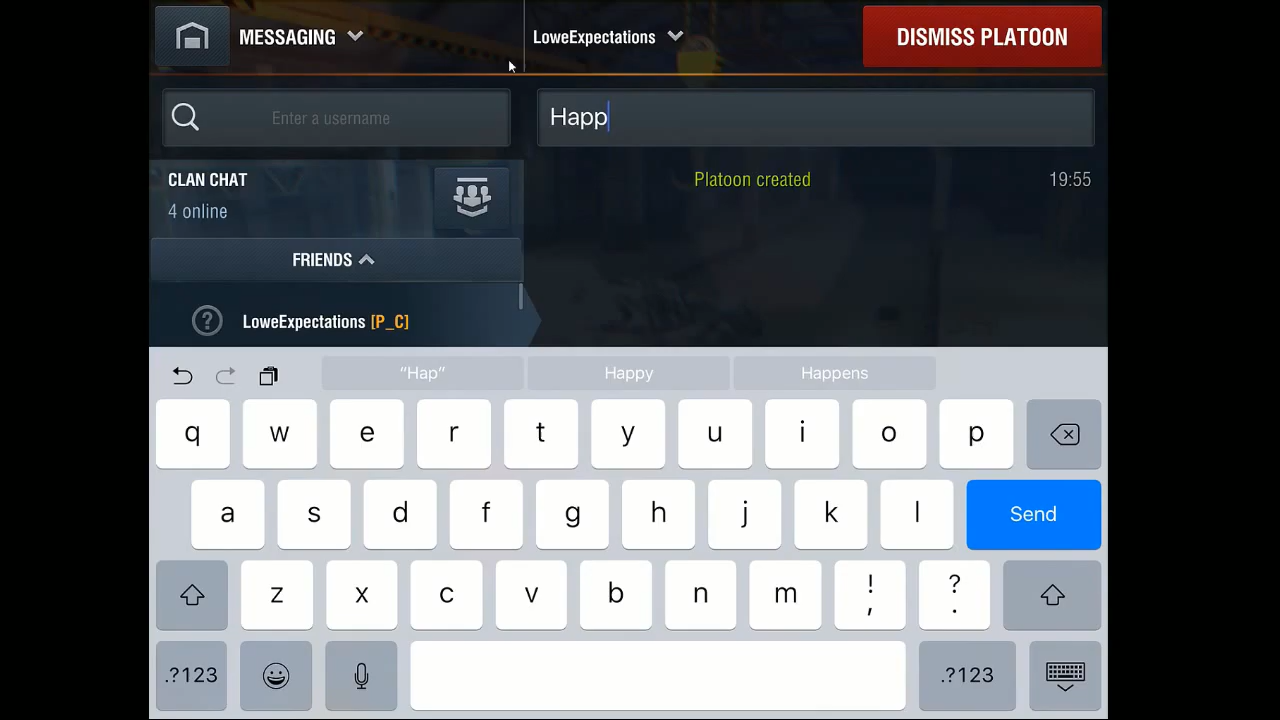 MESSAGING
LoweExpectations
DISMISS PLATOON
Enter a username
Happ
CLAN CHAT
4 online
Platoon created 19:55
FRIENDS
? LoweExpectations [P_C]
“Hap” Happy Happens
q w e r t y u i o p
a s d f g h j k l Send
z x c v b n m ! , ? .
.?123 .?123